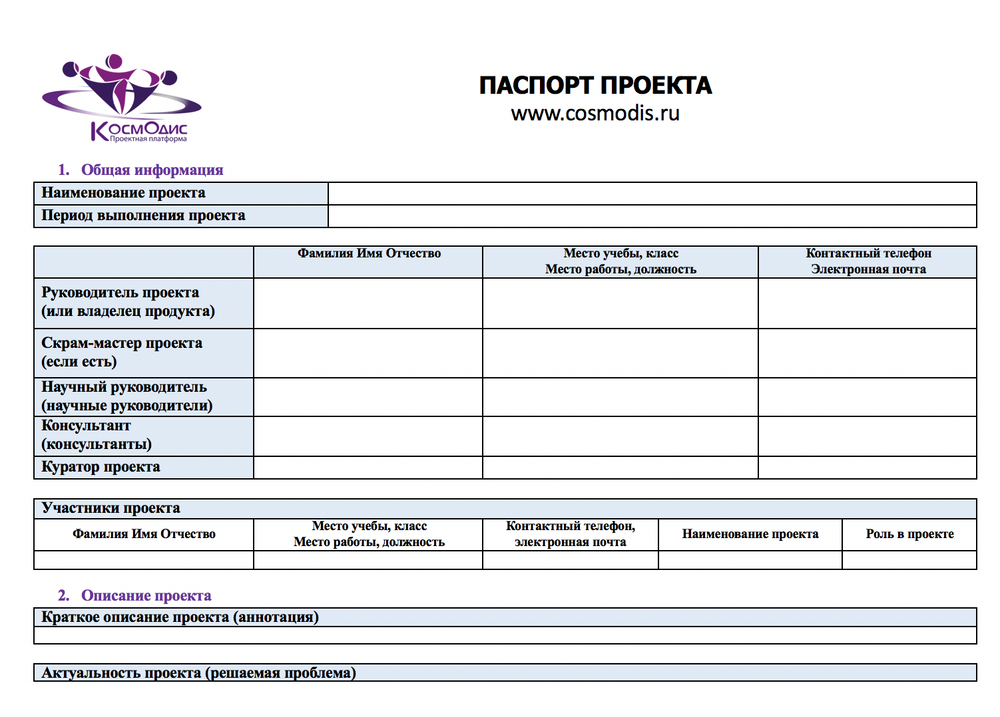 ПАСПОРТ ПРОЕКТА
www.cosmodis.ru
КосмОдис
Проектная платформа
1. Общая информация
Наименование проекта
Период выполнения проекта
Фамилия Имя Отчество
Место учебы, класс
Место работы, должность
Контактный телефон
Электронная почта
Руководитель проекта
(или владелец продукта)
Скрам-мастер проекта
(если есть)
Научный руководитель
(научные руководители)
Консультант
(консультанты)
Куратор проекта
Участники проекта
Фамилия Имя Отчество
Место учебы, класс
Место работы, должность
Контактный телефон,
электронная почта
Наименование проекта
Роль в проекте
2. Описание проекта
Краткое описание проекта (аннотация)
Актуальность проекта (решаемая проблема)